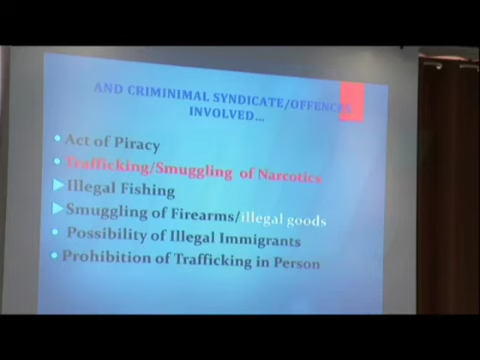 AND CRIMINIMAL SYNDICATE/OFFENCES
INVOLVED...
Act of Piracy
Trafficking/Smuggling of Narcotics
Illegal Fishing
Smuggling of Firearms/illegal goods
Possibility of Illegal Immigrants
Prohibition of Trafficking in Person